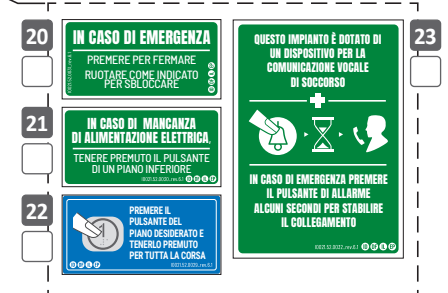 20
IN CASO DI EMERGENZA
PREMERE PER FERMARE
RUOTARE COME INDICATO
PER SBLOCCARE
21
IN CASO DI MANCANZA
DI ALIMENTAZIONE ELETTRICA,
TENERE PREMUTO IL PULSANTE
DI UN PIANO INFERIORE
22
PREMERE IL
PULSANTE DEL
PIANO DESIDERATO E
TENERLO PREMUTO
PER TUTTA LA CORSA
23
QUESTO IMPIANTO È DOTATO DI
UN DISPOSITIVO PER LA
COMUNICAZIONE VOCALE
DI SOCCORSO
IN CASO DI EMERGENZA PREMERE
IL PULSANTE DI ALLARME
ALCUNI SECONDI PER STABILIRE
IL COLLEGAMENTO